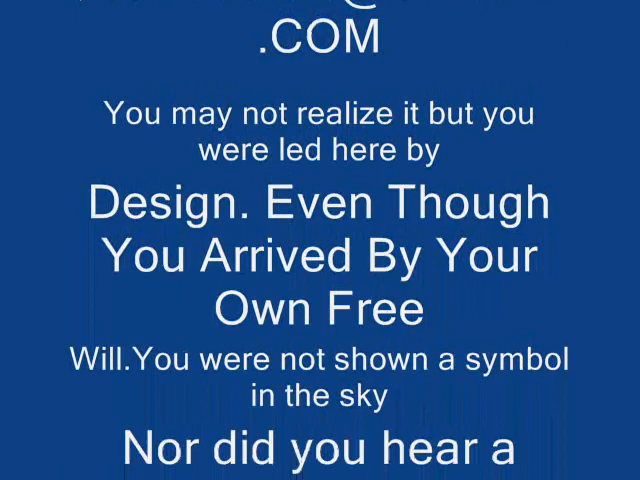 .COM
You may not realize it but you
were led here by
Design. Even Though
You Arrived By Your
Own Free
Will.You were not shown a symbol
in the sky
Nor did you hear a